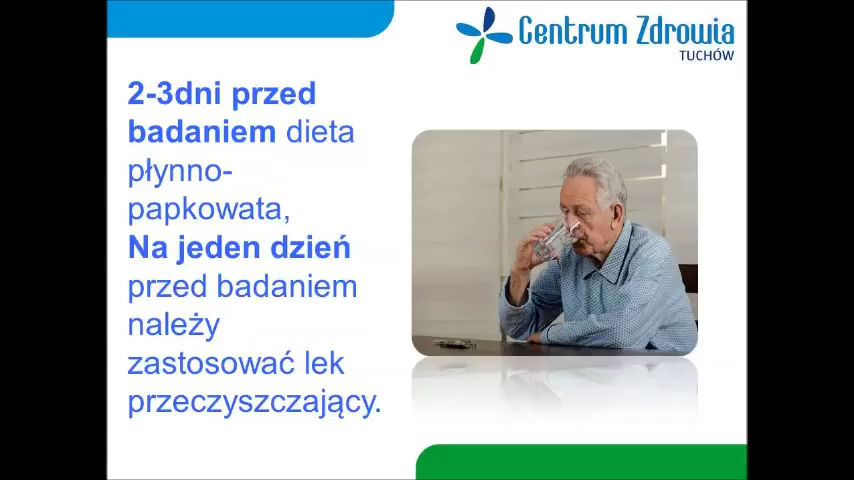 Centrum Zdrowia
TUCHÓW
2-3dni przed
badaniem dieta
płynno-
papkowata,
Na jeden dzień
przed badaniem
należy
zastosować lek
przeczyszczający.